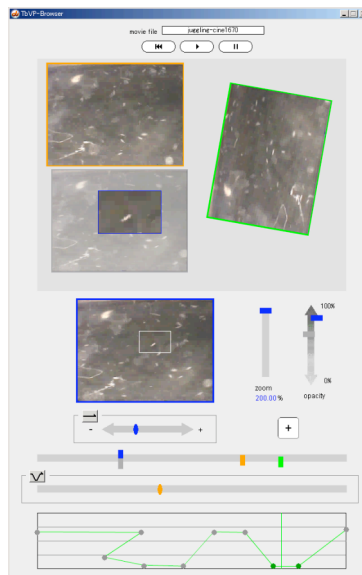 TbVP-Browser
movie file juggling-cine1670
100%
zoom
200.00%
0%
opacity
- +
+